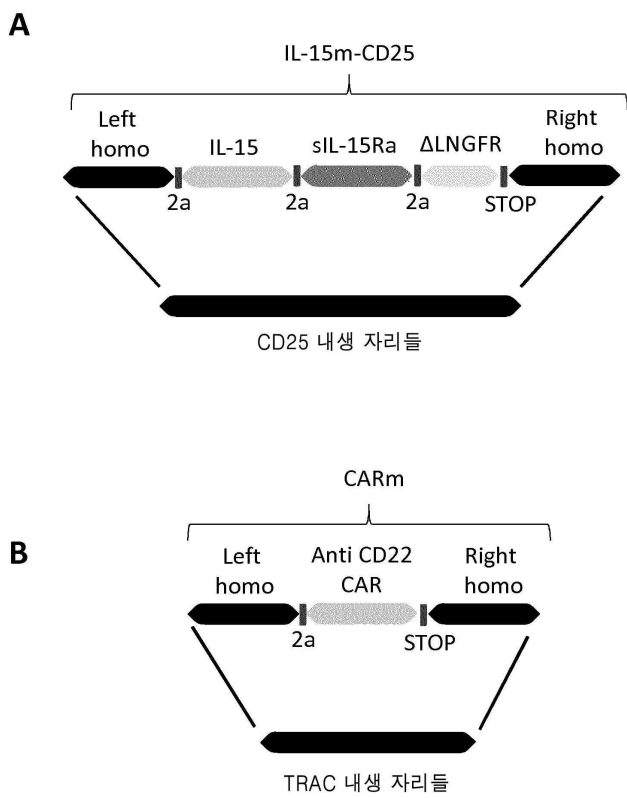 A
IL-15m-CD25
Left homo
IL-15
sIL-15Ra
ΔLNGFR
Right homo
2a
2a
2a
STOP
CD25 내생 자리들
B
CARm
Left homo
Anti CD22 CAR
Right homo
2a
STOP
TRAC 내생 자리들